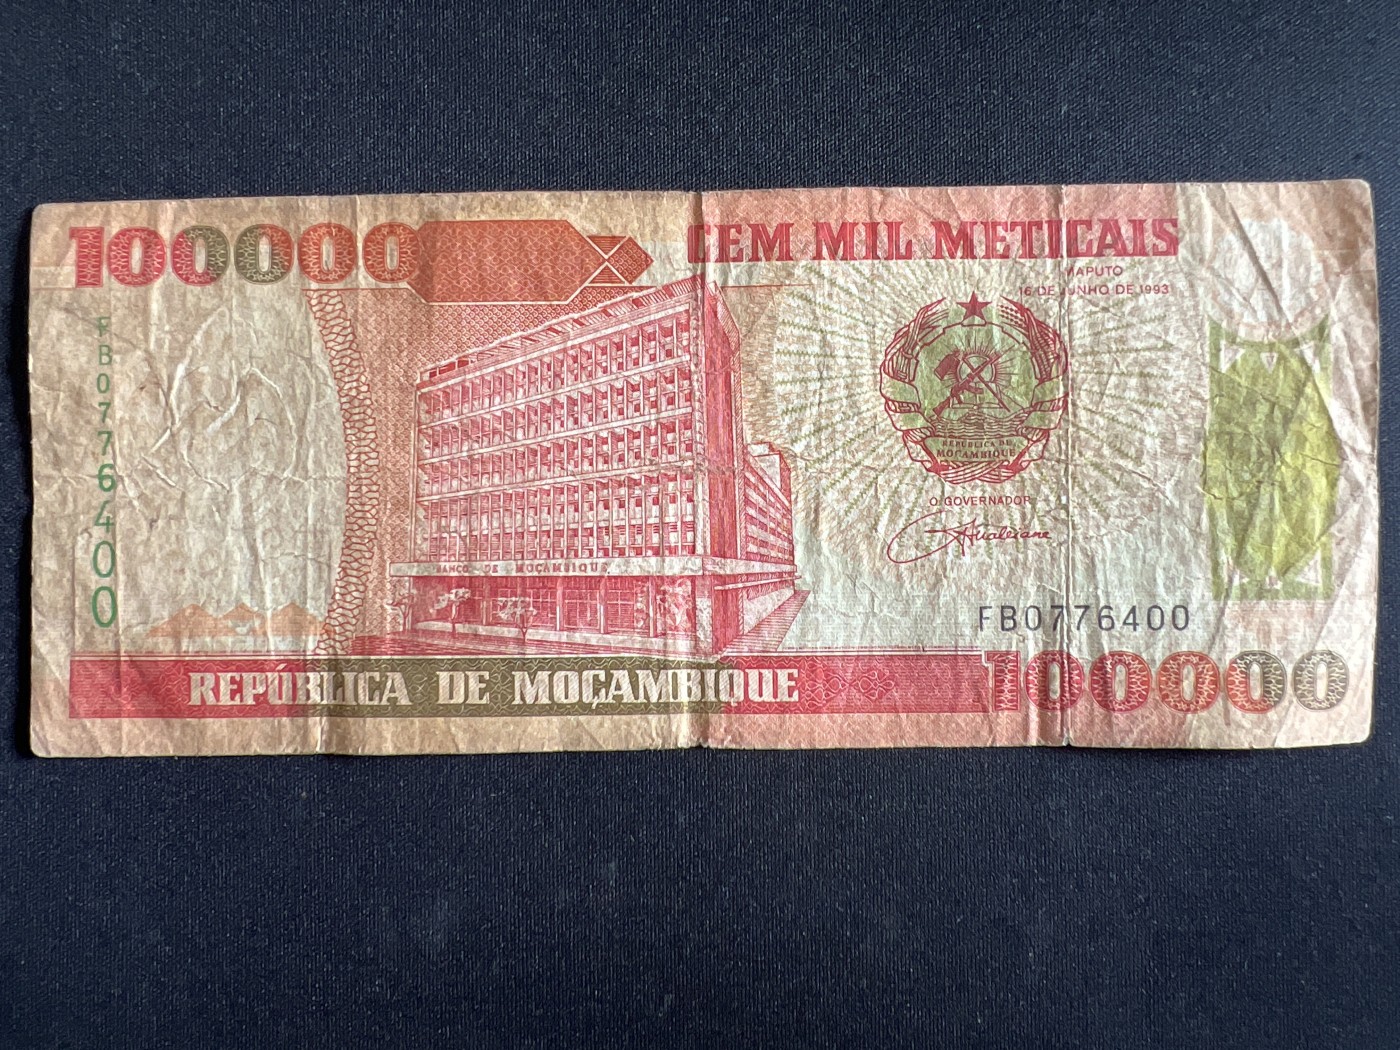 100000
CEM MIL METICAIS
MAPUTO
16 DE JUNHO DE 1993
FB0776400
REPÚBLICA DE
MOÇAMBIQUE
O GOVERNADOR
BANCO DE MOÇAMBIQUE
FB0776400
REPÚBLICA DE MOÇAMBIQUE
100000